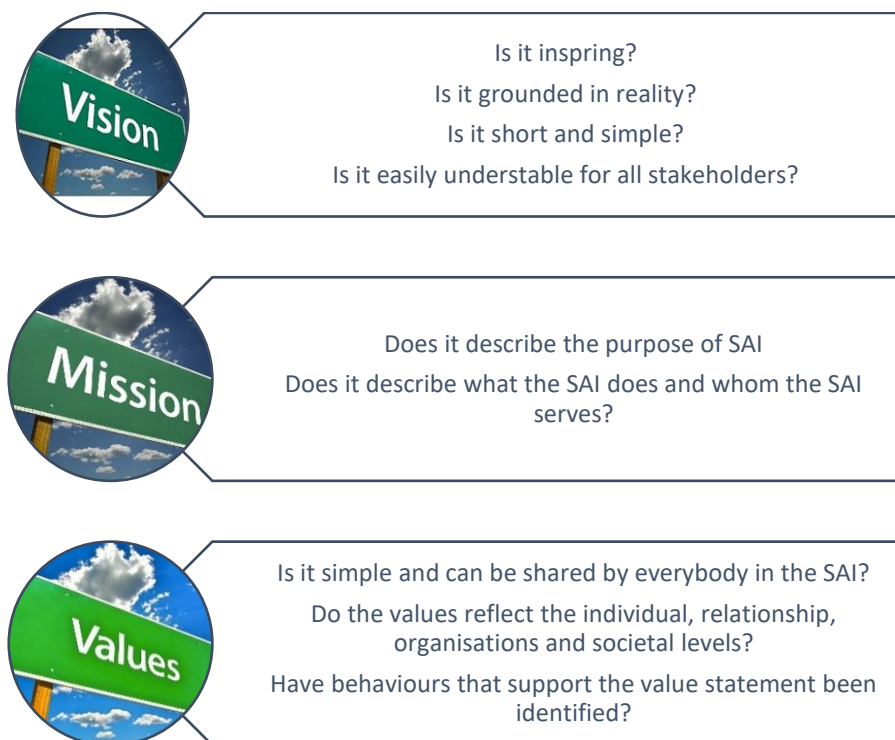 Vision
Is it inspring?
Is it grounded in reality?
Is it short and simple?
Is it easily understable for all stakeholders?
Mission
Does it describe the purpose of SAI
Does it describe what the SAI does and whom the SAI
serves?
Values
Is it simple and can be shared by everybody in the SAI?
Do the values reflect the individual, relationship,
organisations and societal levels?
Have behaviours that support the value statement been
identified?